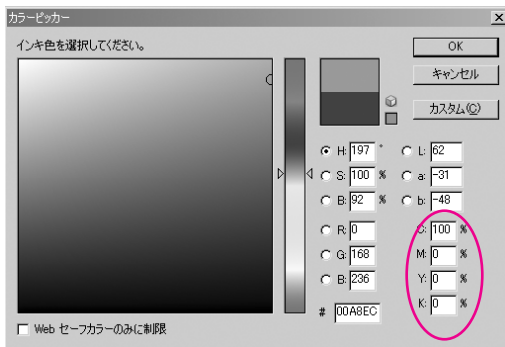 カラーピッカー
インキ色を選択してください。
OK
キャンセル
カスタム(C)
H: 197 °
S: 100 %
B: 92 %
R: 0
G: 168
B: 236
# 00A8EC
L: 62
a: -31
b: -48
C: 100 %
M: 0 %
Y: 0 %
K: 0 %
Web セーフカラーのみに制限